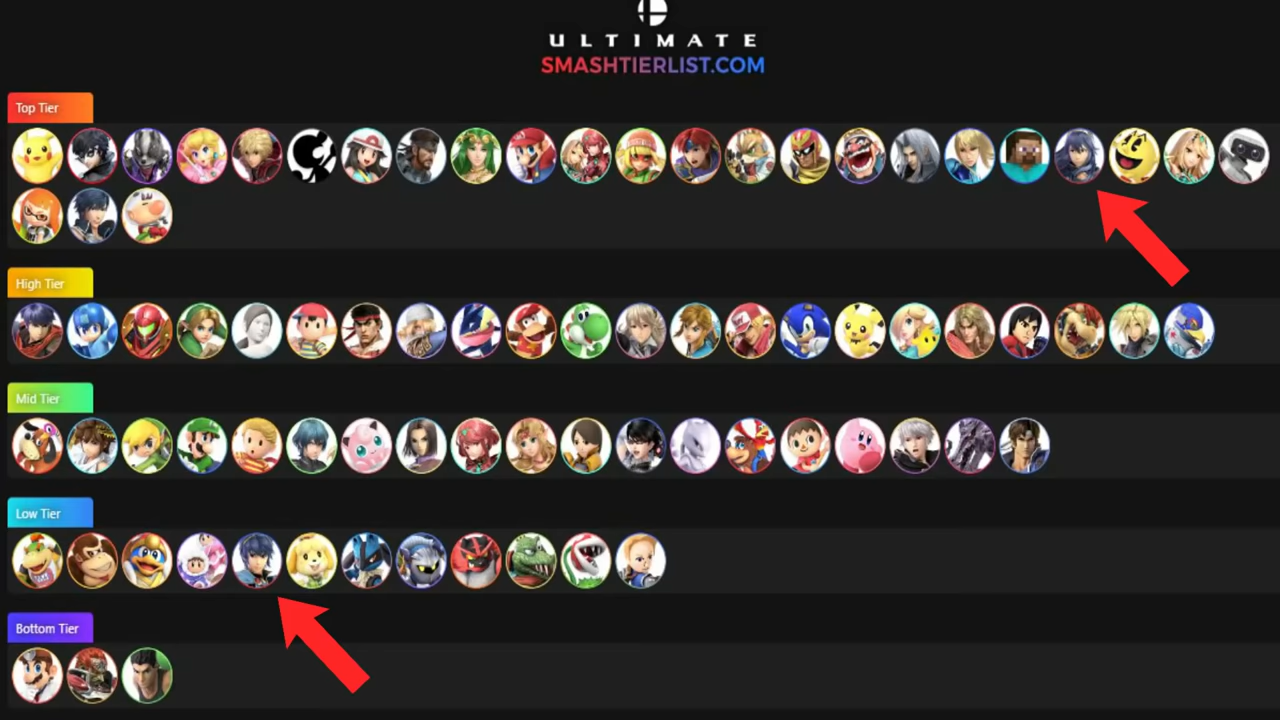 ULTIMATE
SMASHTIERLIST.COM
Top Tier
High Tier
Mid Tier
Low Tier
Bottom Tier